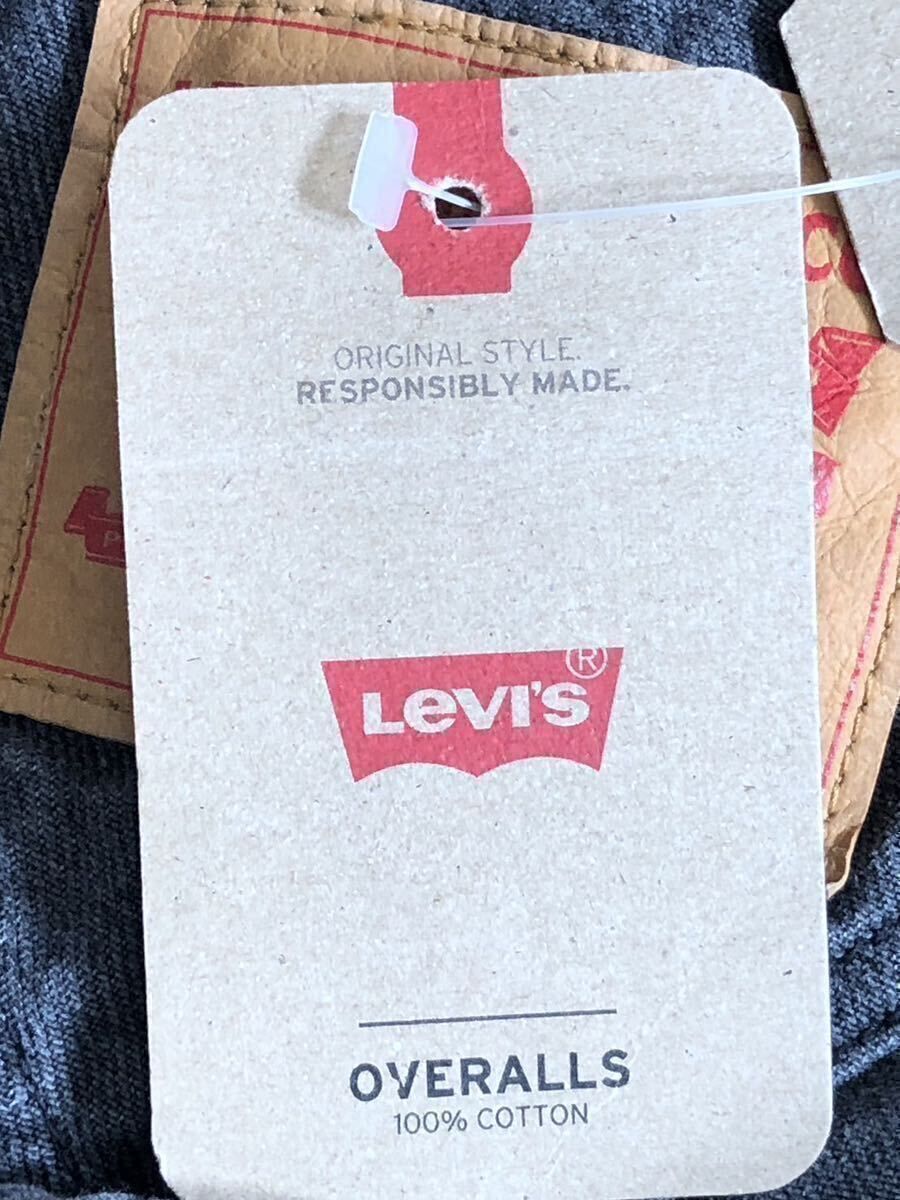 ORIGINAL STYLE.
RESPONSIBLY MADE.
LEVI'S®
OVERALLS
100% COTTON